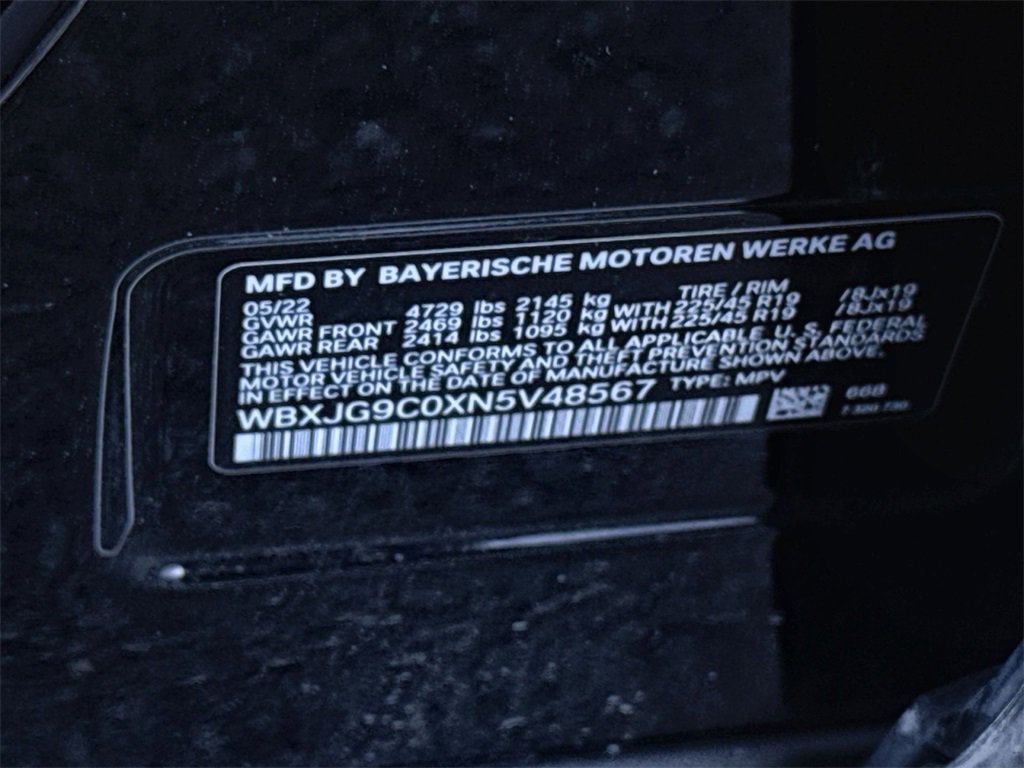 MFD BY BAYERISCHE MOTOREN WERKE AG
05/22 TIRE / RIM
GVWR 4729 lbs 2145 kg
GAWR FRONT 2469 lbs 1120 kg WITH 225/45 R19 /8Jx19
GAWR REAR 2414 lbs 1095 kg WITH 225/45 R19 /8Jx19
THIS VEHICLE CONFORMS TO ALL APPLICABLE U. S. FEDERAL
MOTOR VEHICLE SAFETY AND THEFT PREVENTION STANDARDS
IN EFFECT ON THE DATE OF MANUFACTURE SHOWN ABOVE.
WBXJG9C0XN5V48567 TYPE: MPV
668